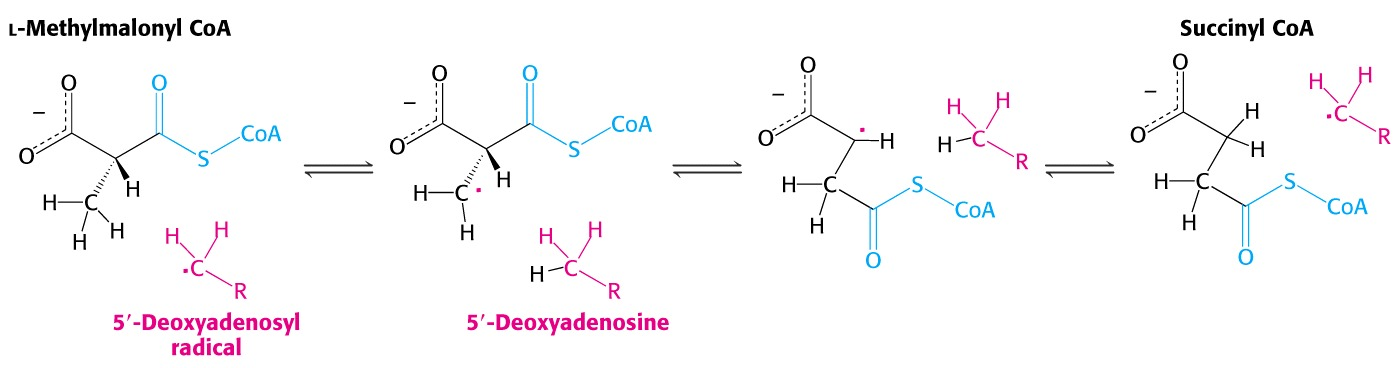 L-Methylmalonyl CoA
Succinyl CoA
O
O
−
O
S
CoA
H
H
C
H
H
H
H
C
R
5′-Deoxyadenosyl
radical
O
O
−
O
S
CoA
H
H
C
H
H
H
H
C
R
5′-Deoxyadenosine
O
O
−
H
H
C
H
S
CoA
O
H
H
H
C
R
O
O
−
H
H
H
C
H
S
CoA
O
H
H
C
R